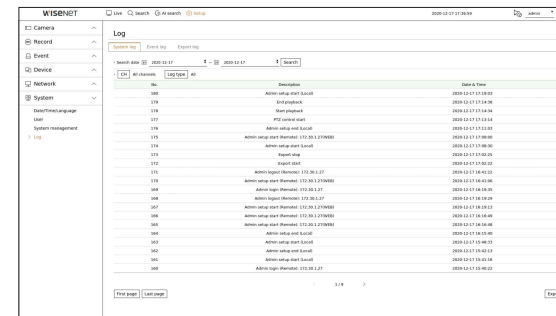 WISENET
Live Search AI search Setup 2020-12-17 17:36:59 admin
Camera
Record
Event
Device
Network
System
Date/Time/Language
User
System management
Log
Log
System log Event log Export log
Search date 2020-12-17 ~ 2020-12-17 Search
CH All channels Log type All
No. Description Date & Time
180 Admin setup start (Local) 2020-12-17 17:19:03
179 End playback 2020-12-17 17:14:38
178 Start playback 2020-12-17 17:14:34
177 PTZ control start 2020-12-17 17:13:14
176 Admin setup end (Local) 2020-12-17 17:11:03
175 Admin setup start (Remote): 172.30.1.27(WEB) 2020-12-17 17:09:00
174 Admin setup start (Local) 2020-12-17 17:08:30
173 Export stop 2020-12-17 17:02:25
172 Export start 2020-12-17 17:02:22
171 Admin logout (Remote): 172.30.1.27 2020-12-17 16:41:22
170 Admin setup start (Remote): 172.30.1.27(WEB) 2020-12-17 16:41:06
169 Admin login (Remote): 172.30.1.27 2020-12-17 16:19:35
168 Admin logout (Remote): 172.30.1.27 2020-12-17 16:19:29
167 Admin setup start (Remote): 172.30.1.27(WEB) 2020-12-17 16:19:13
166 Admin setup start (Remote): 172.30.1.27(WEB) 2020-12-17 16:18:49
165 Admin setup start (Remote): 172.30.1.27(WEB) 2020-12-17 16:16:48
164 Admin setup end (Local) 2020-12-17 16:15:40
163 Admin setup start (Local) 2020-12-17 15:46:33
162 Admin setup end (Local) 2020-12-17 15:42:13
161 Admin setup start (Local) 2020-12-17 15:41:16
160 Admin login (Remote): 172.30.1.27 2020-12-17 15:40:22
1 / 9
First page Last page Exp